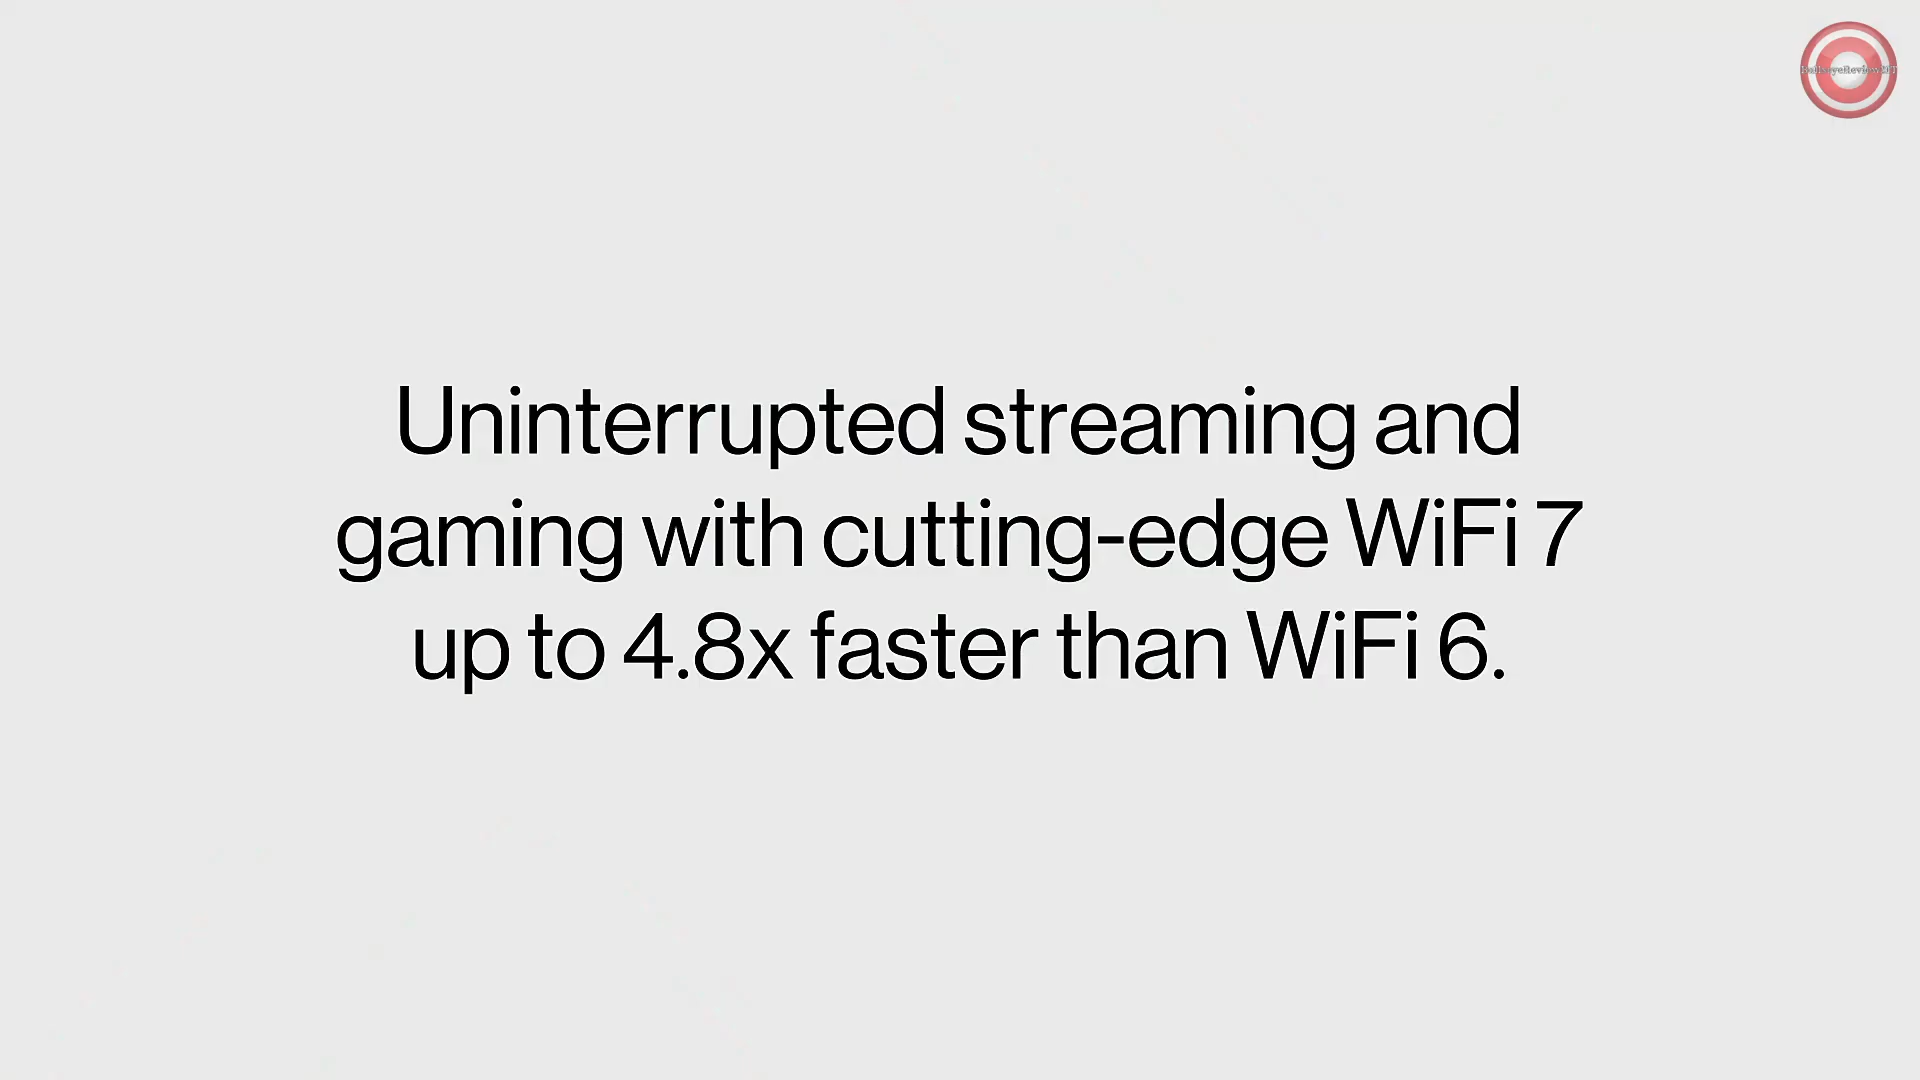 Uninterrupted streaming and
gaming with cutting-edge WiFi 7
up to 4.8x faster than WiFi 6.